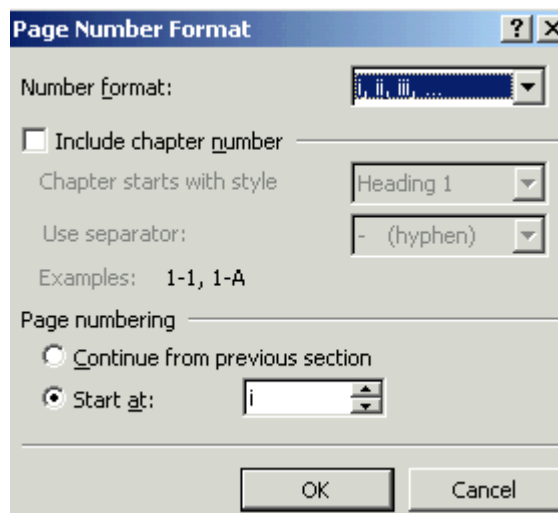 Page Number Format
Number format: i, ii, iii, ...
Include chapter number
Chapter starts with style Heading 1
Use separator: - (hyphen)
Examples: 1-1, 1-A
Page numbering
Continue from previous section
Start at: i
OK Cancel